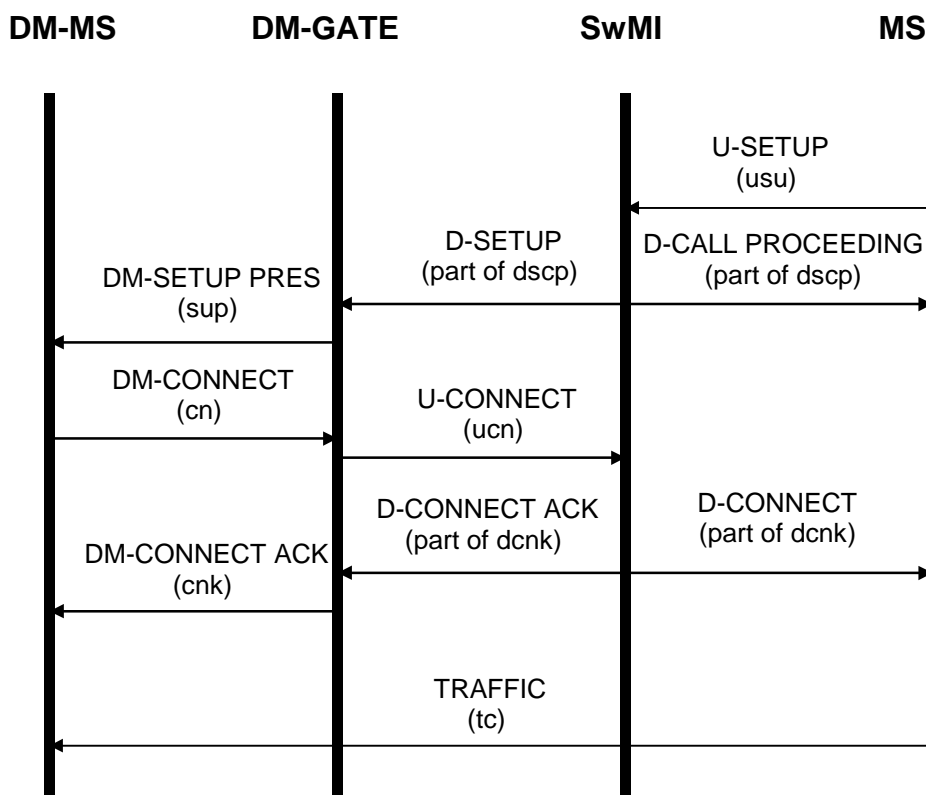 DM-MS DM-GATE SwMI MS
U-SETUP
(usu)
D-SETUP D-CALL PROCEEDING
(part of dscp) (part of dscp)
DM-SETUP PRES
(sup)
DM-CONNECT
(cn)
U-CONNECT
(ucn)
D-CONNECT ACK D-CONNECT
(part of dcnk) (part of dcnk)
DM-CONNECT ACK
(cnk)
TRAFFIC
(tc)